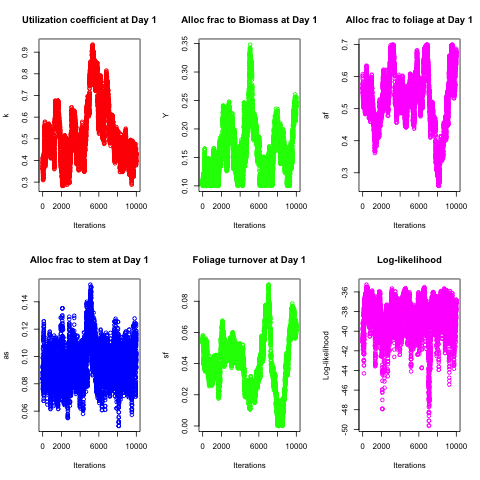 Utilization coefficient at Day 1
Alloc frac to Biomass at Day 1
Alloc frac to foliage at Day 1
k
0.3 0.4 0.5 0.6 0.7 0.8 0.9
0 2000 6000 10000
Iterations
Y
0.10 0.15 0.20 0.25 0.30 0.35
0 2000 6000 10000
Iterations
af
0.3 0.4 0.5 0.6 0.7
0 2000 6000 10000
Iterations
Alloc frac to stem at Day 1
Foliage turnover at Day 1
Log-likelihood
as
0.06 0.08 0.10 0.12 0.14
0 2000 6000 10000
Iterations
sf
0.00 0.02 0.04 0.06 0.08
0 2000 6000 10000
Iterations
Log-likelihood
-50 -48 -46 -44 -42 -40 -38 -36
0 2000 6000 10000
Iterations